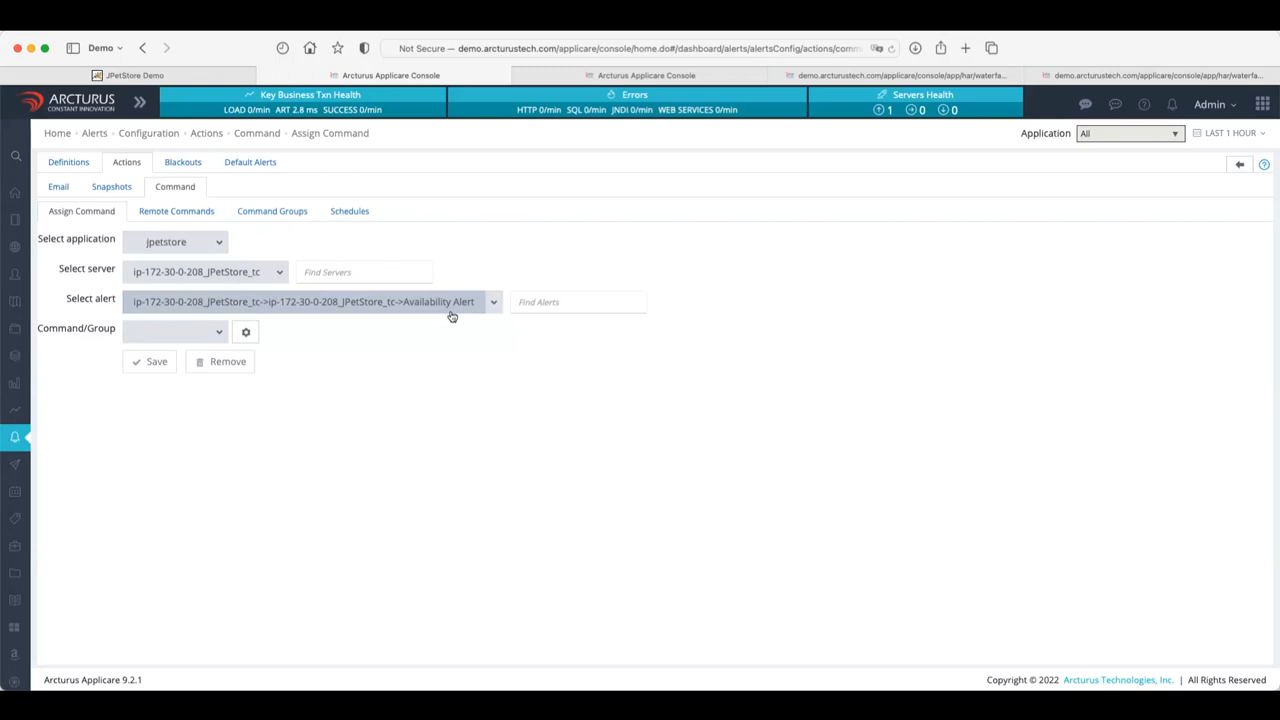 Demo
Not Secure — demo.arcturustech.com/applicare/console/home.do#/dashboard/alerts/alertsConfig/actions/comm
JPetStore Demo
Arcturus Applicare Console
Arcturus Applicare Console
demo.arcturustech.com/applicare/console/app/har/waterfa...
demo.arcturustech.com/applicare/console/app/har/waterfa...
ARCTURUS
CONSTANT INNOVATION
Key Business Txn Health
LOAD 0/min ART 2.8 ms SUCCESS 0/min
Errors
HTTP 0/min SQL 0/min JNDI 0/min WEB SERVICES 0/min
Servers Health
1 0 0
Admin
Home Alerts Configuration Actions Command Assign Command
Application All LAST 1 HOUR
Definitions Actions Blackouts Default Alerts
Email Snapshots Command
Assign Command Remote Commands Command Groups Schedules
Select application jpetstore
Select server ip-172-30-0-208_JPetStore_tc Find Servers
Select alert ip-172-30-0-208_JPetStore_tc->ip-172-30-0-208_JPetStore_tc->Availability Alert Find Alerts
Command/Group
Save Remove
Arcturus Applicare 9.2.1
Copyright © 2022 Arcturus Technologies, Inc. | All Rights Reserved